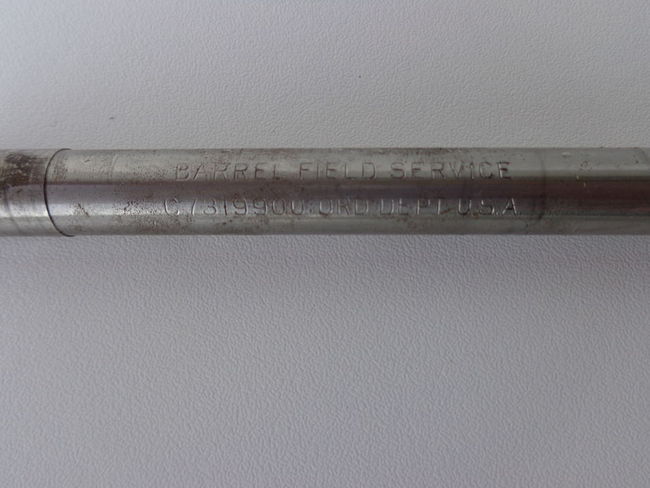 BARREL FIELD SERVICE
C7319900.ORD.DEPT.U.S.A.